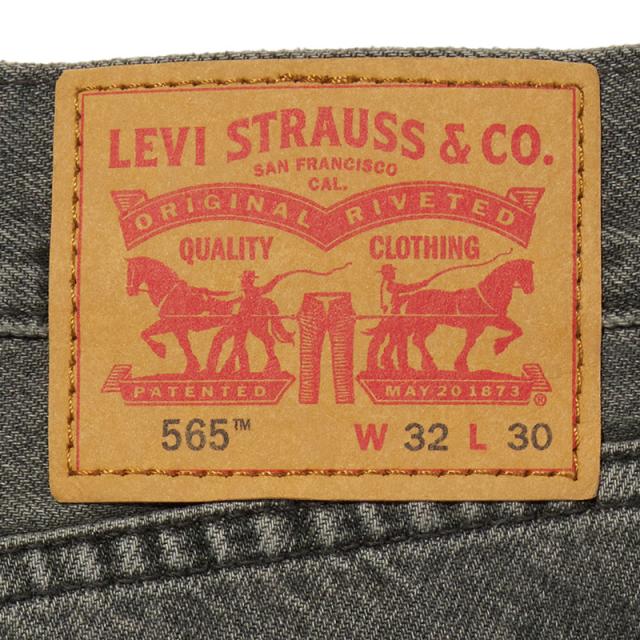 LEVI STRAUSS & CO.
SAN FRANCISCO
CAL.
ORIGINAL RIVETED
QUALITY CLOTHING
PATENTED MAY 20 1873 ®
565™ W 32 L 30